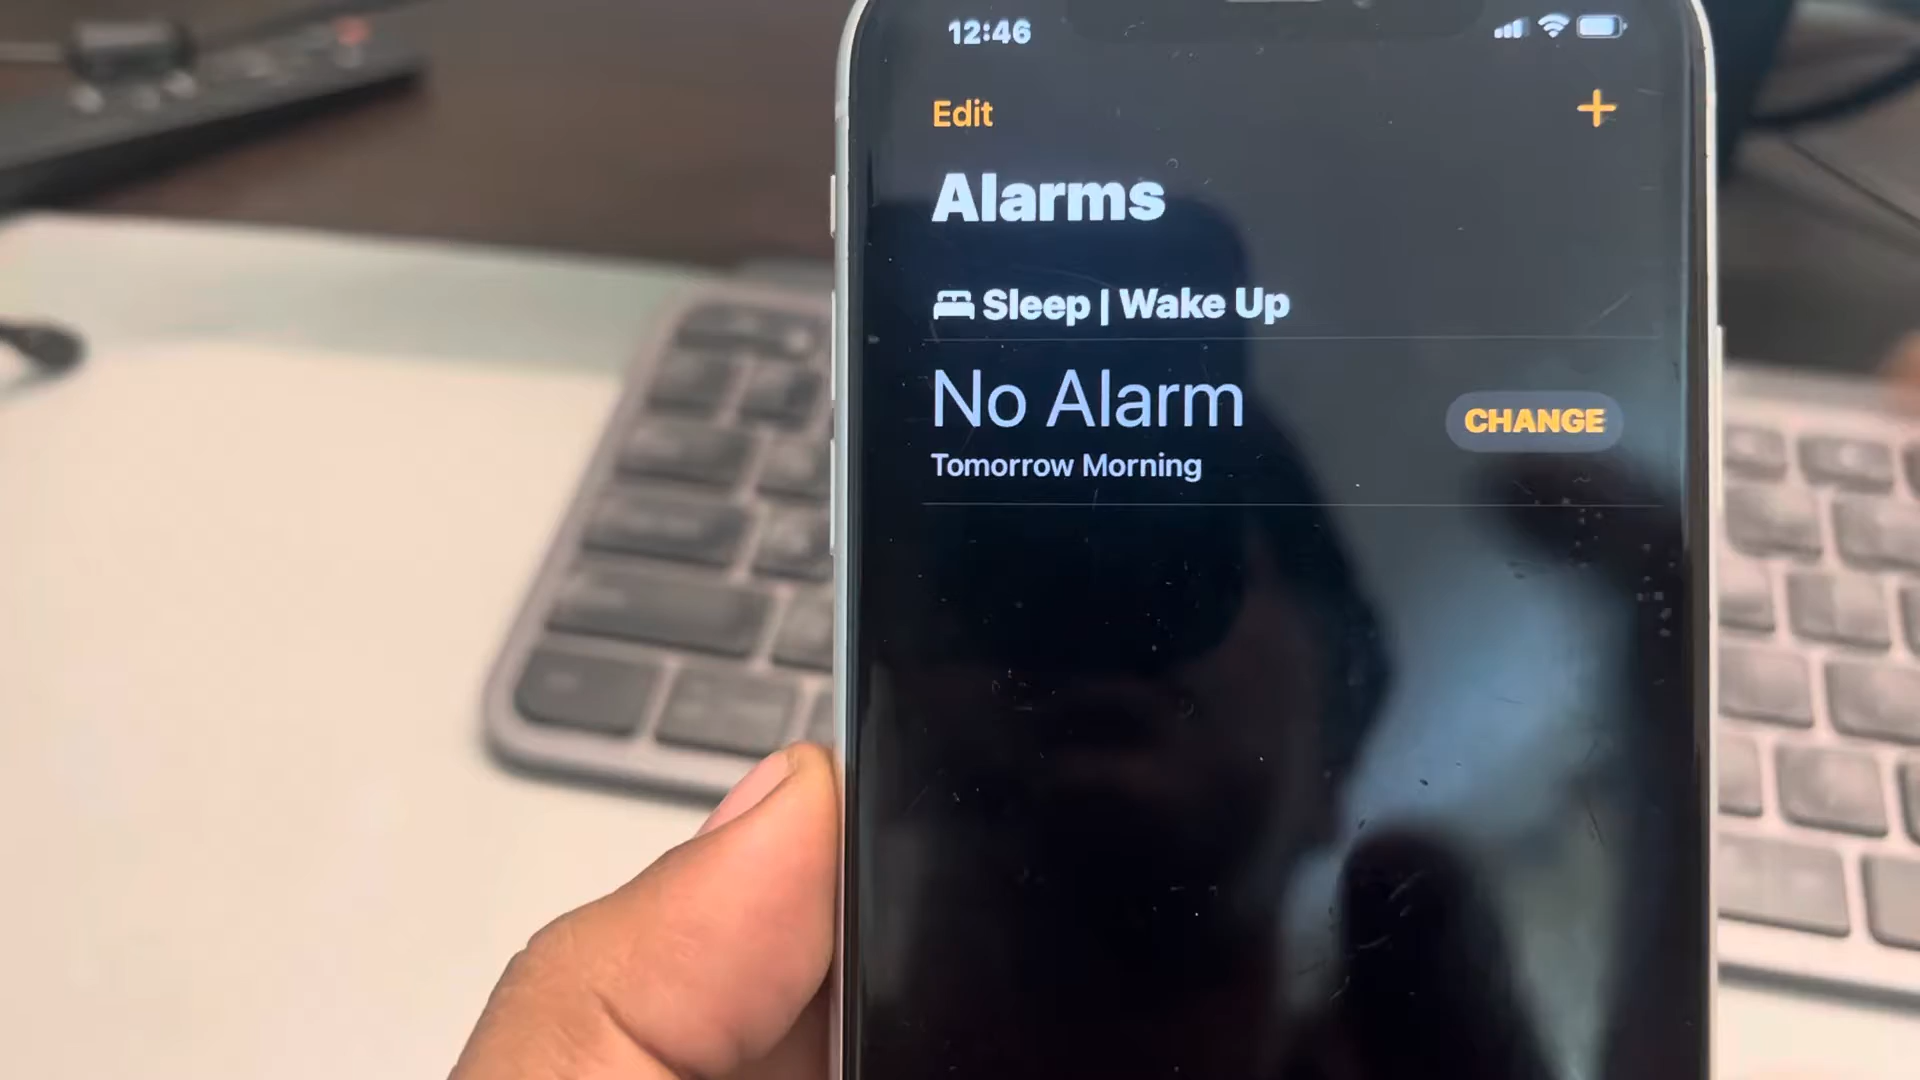 12:46
Edit
Alarms
Sleep | Wake Up
No Alarm
CHANGE
Tomorrow Morning